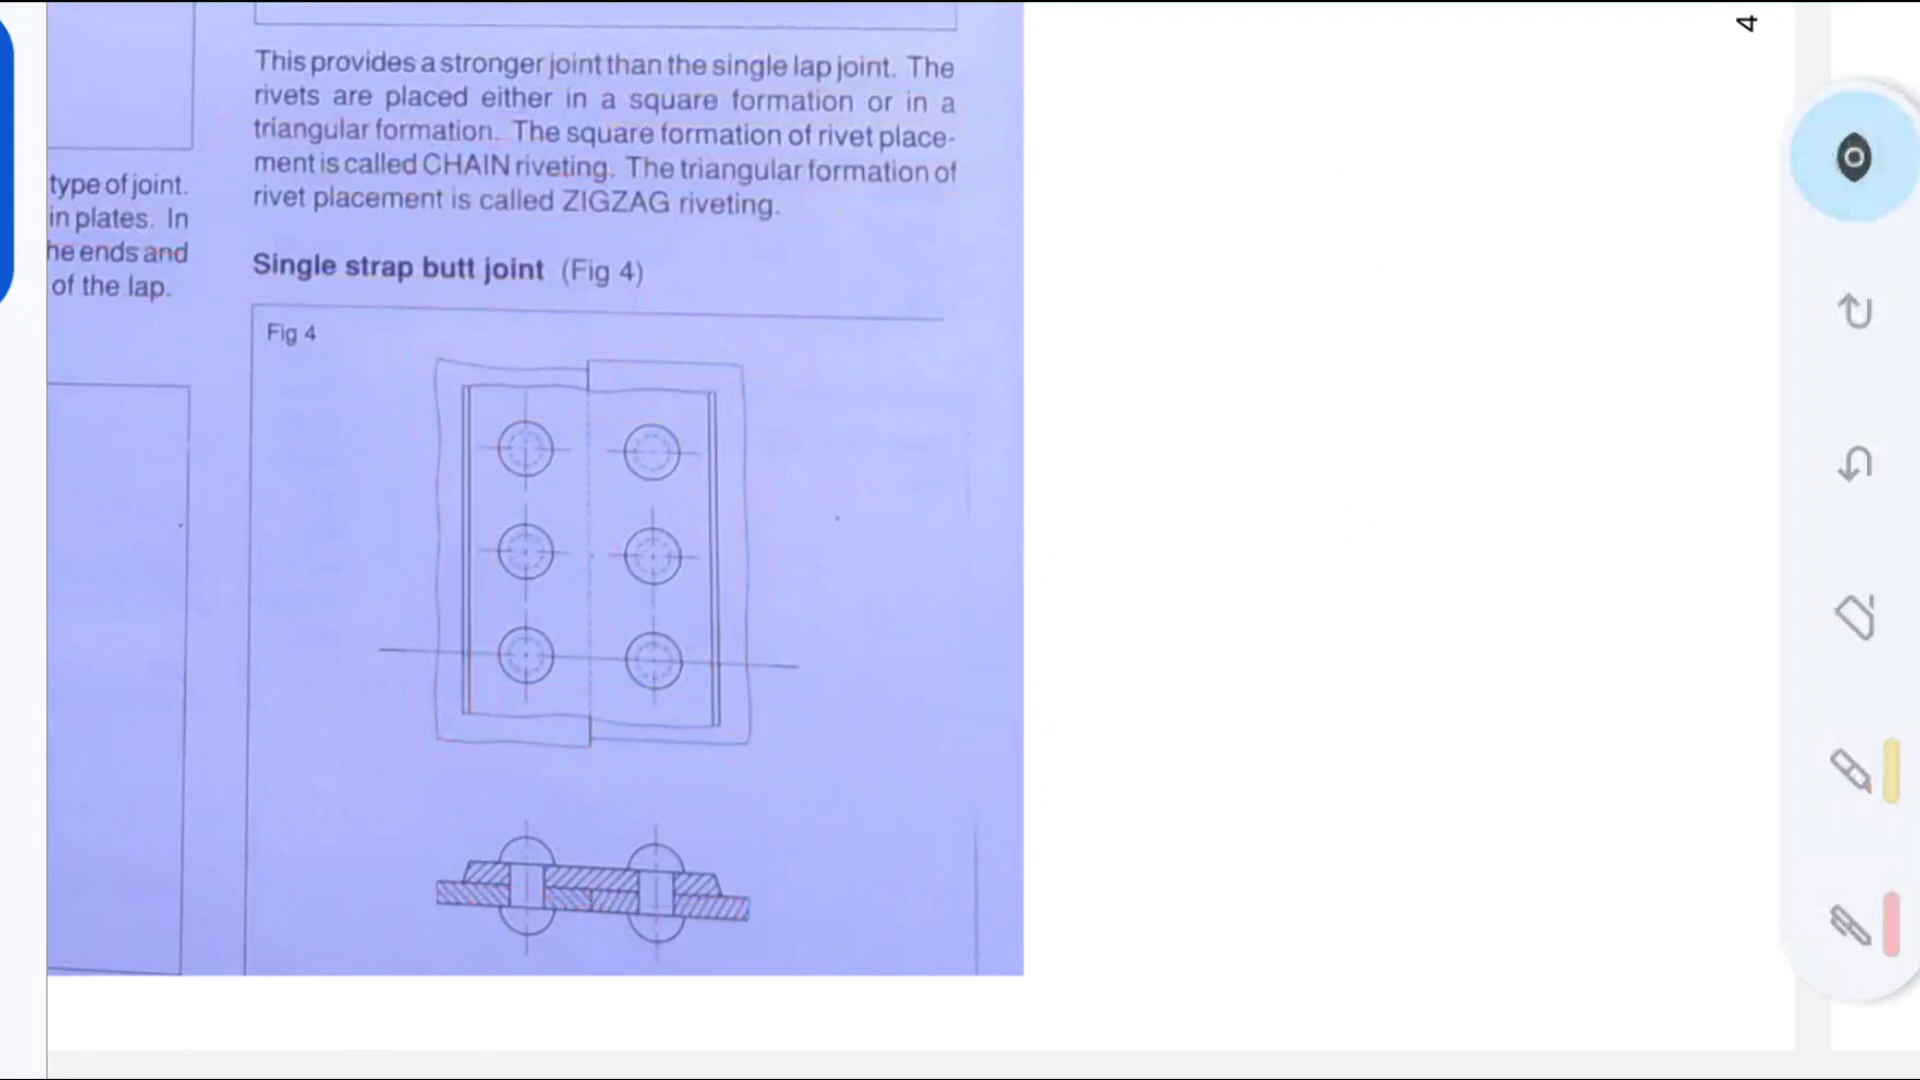 4
type of joint.
in plates. In
he ends and
of the lap.
This provides a stronger joint than the single lap joint. The
rivets are placed either in a square formation or in a
triangular formation. The square formation of rivet place-
ment is called CHAIN riveting. The triangular formation of
rivet placement is called ZIGZAG riveting.
Single strap butt joint (Fig 4)
Fig 4